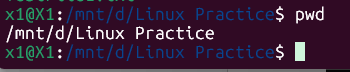 x1@X1:/mnt/d/Linux Practice$ pwd
/mnt/d/Linux Practice
x1@X1:/mnt/d/Linux Practice$